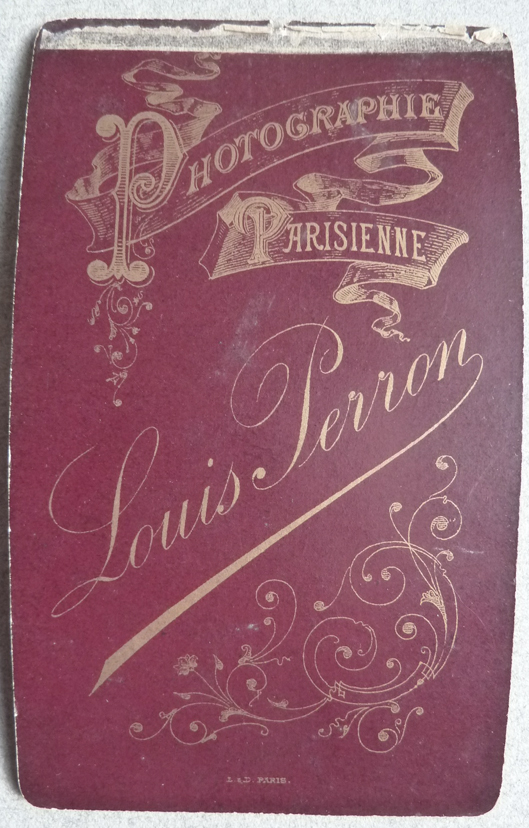 PHOTOGRAPHIE
PARISIENNE
Louis Perron
L. & D. PARIS.